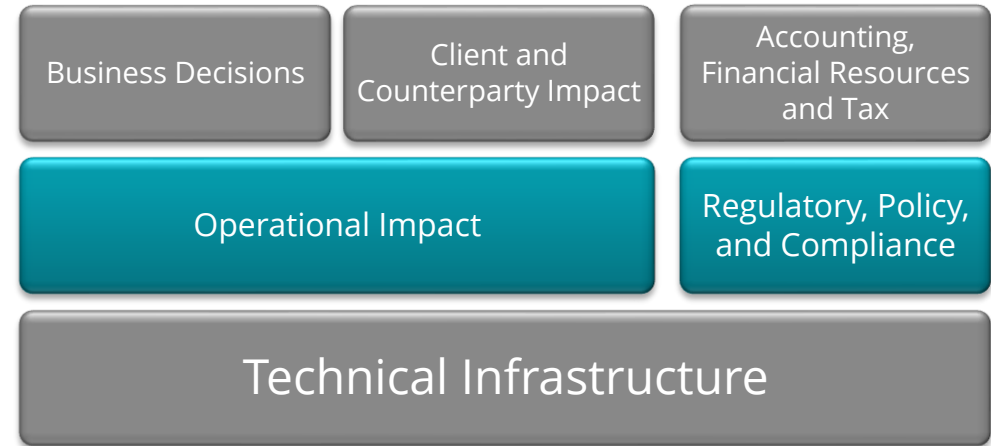 Business Decisions
Client and
Counterparty Impact
Accounting,
Financial Resources
and Tax
Operational Impact
Regulatory, Policy,
and Compliance
Technical Infrastructure